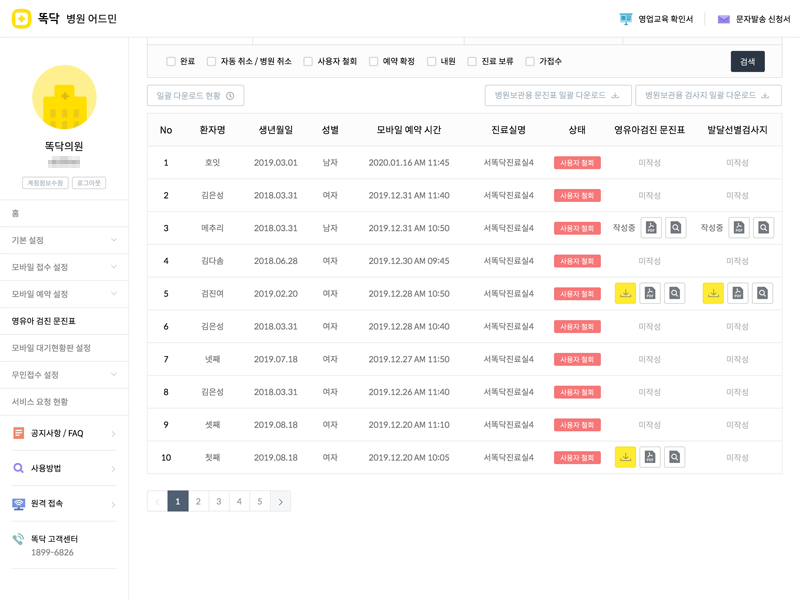 똑닥 병원 어드민
영업교육 확인서
문자발송 신청서
완료
자동 취소 / 병원 취소
사용자 철회
예약 확정
내원
진료 보류
가접수
검색
일괄 다운로드 현황
병원보관용 문진표 일괄 다운로드
병원보관용 검사지 일괄 다운로드
똑닥의원
계정정보수정
로그아웃
홈
기본 설정
모바일 접수 설정
모바일 예약 설정
영유아 검진 문진표
모바일 대기현황판 설정
무인접수 설정
서비스 요청 현황
공지사항 / FAQ
사용방법
원격 접속
똑닥 고객센터
1899-6826
No 환자명 생년월일 성별 모바일 예약 시간 진료실명 상태 영유아검진 문진표 발달선별검사지
1 호잇 2019.03.01 남자 2020.01.16 AM 11:45 서똑닥진료실4 사용자 철회 미작성 미작성
2 김은성 2018.03.31 여자 2019.12.31 AM 11:40 서똑닥진료실4 사용자 철회 미작성 미작성
3 메추리 2018.03.31 남자 2019.12.31 AM 10:50 서똑닥진료실4 사용자 철회 작성중 PDF 작성중 PDF
4 김다솜 2018.06.28 여자 2019.12.30 AM 09:45 서똑닥진료실4 사용자 철회 미작성 미작성
5 검진여 2019.02.20 여자 2019.12.28 AM 10:50 서똑닥진료실4 사용자 철회 PDF PDF
6 김은성 2018.03.31 여자 2019.12.28 AM 10:40 서똑닥진료실4 사용자 철회 미작성 미작성
7 넷째 2019.07.18 여자 2019.12.27 AM 11:50 서똑닥진료실4 사용자 철회 미작성 미작성
8 김은성 2018.03.31 여자 2019.12.26 AM 11:40 서똑닥진료실4 사용자 철회 미작성 미작성
9 셋째 2019.08.18 여자 2019.12.20 AM 11:10 서똑닥진료실4 사용자 철회 미작성 미작성
10 첫째 2019.08.18 여자 2019.12.20 AM 10:05 서똑닥진료실4 사용자 철회 PDF 미작성
1 2 3 4 5